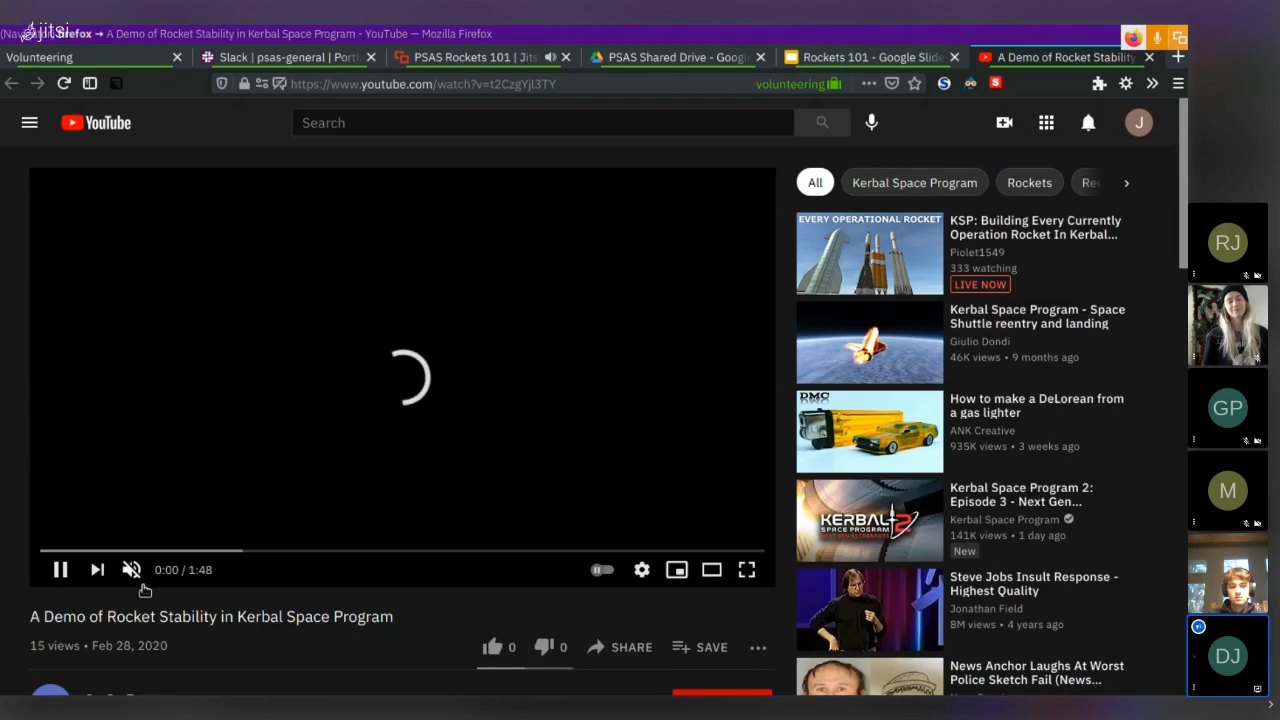 jitsi
Firefox → A Demo of Rocket Stability in Kerbal Space Program - YouTube — Mozilla Firefox
Volunteering
Slack | psas-general | Portl
PSAS Rockets 101 | Jits
PSAS Shared Drive - Googl
Rockets 101 - Google Slide
A Demo of Rocket Stability
https://www.youtube.com/watch?v=t2CzgYjl3TY
volunteering
YouTube
Search
J
All
Kerbal Space Program
Rockets
Rec
EVERY OPERATIONAL ROCKET
KSP: Building Every Currently
Operation Rocket In Kerbal...
Piolet1549
333 watching
LIVE NOW
Kerbal Space Program - Space
Shuttle reentry and landing
Giulio Dondi
46K views • 9 months ago
DMC
How to make a DeLorean from
a gas lighter
ANK Creative
935K views • 3 weeks ago
KERBAL 2
SPACE PROGRAM
Kerbal Space Program 2:
Episode 3 - Next Gen...
Kerbal Space Program
141K views • 1 day ago
New
Steve Jobs Insult Response -
Highest Quality
Jonathan Field
8M views • 4 years ago
News Anchor Laughs At Worst
Police Sketch Fail (News...
0:00 / 1:48
A Demo of Rocket Stability in Kerbal Space Program
15 views • Feb 28, 2020
0
0
SHARE
SAVE
RJ
GP
M
DJ